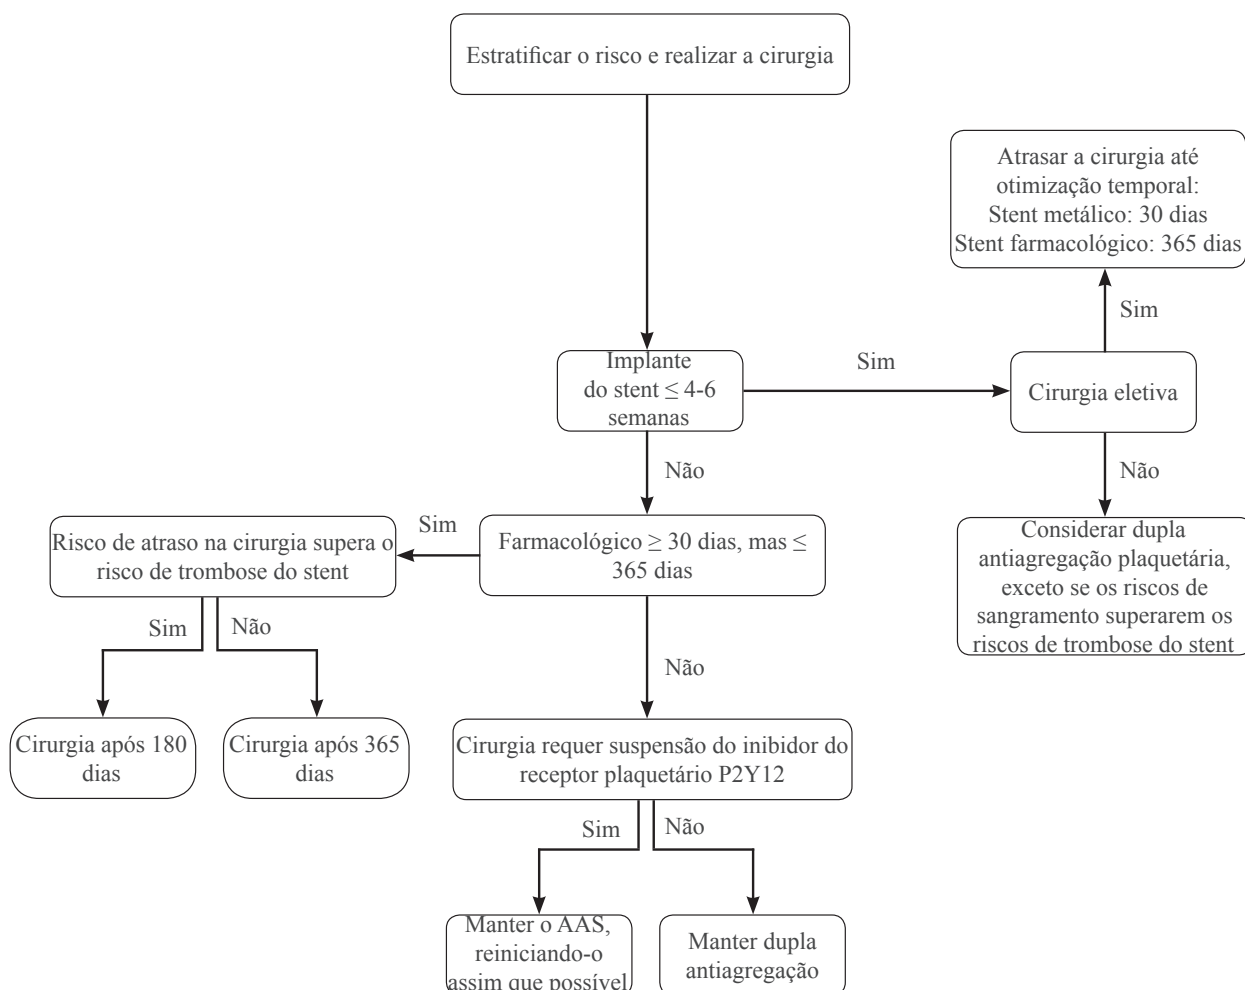 Estratificar o risco e realizar a cirurgia
Atrasar a cirurgia até
otimização temporal:
Stent metálico: 30 dias
Stent farmacológico: 365 dias
Sim
Implante
do stent ≤ 4-6
semanas
Sim
Cirurgia eletiva
Não
Não
Sim
Risco de atraso na cirurgia supera o
risco de trombose do stent
Farmacológico ≥ 30 dias, mas ≤
365 dias
Considerar dupla
antiagregação plaquetária,
exceto se os riscos de
sangramento superarem os
riscos de trombose do stent
Sim
Não
Não
Cirurgia após 180
dias
Cirurgia após 365
dias
Cirurgia requer suspensão do inibidor do
receptor plaquetário P2Y12
Sim
Não
Manter o AAS,
reiniciando-o
assim que possível
Manter dupla
antiagregação